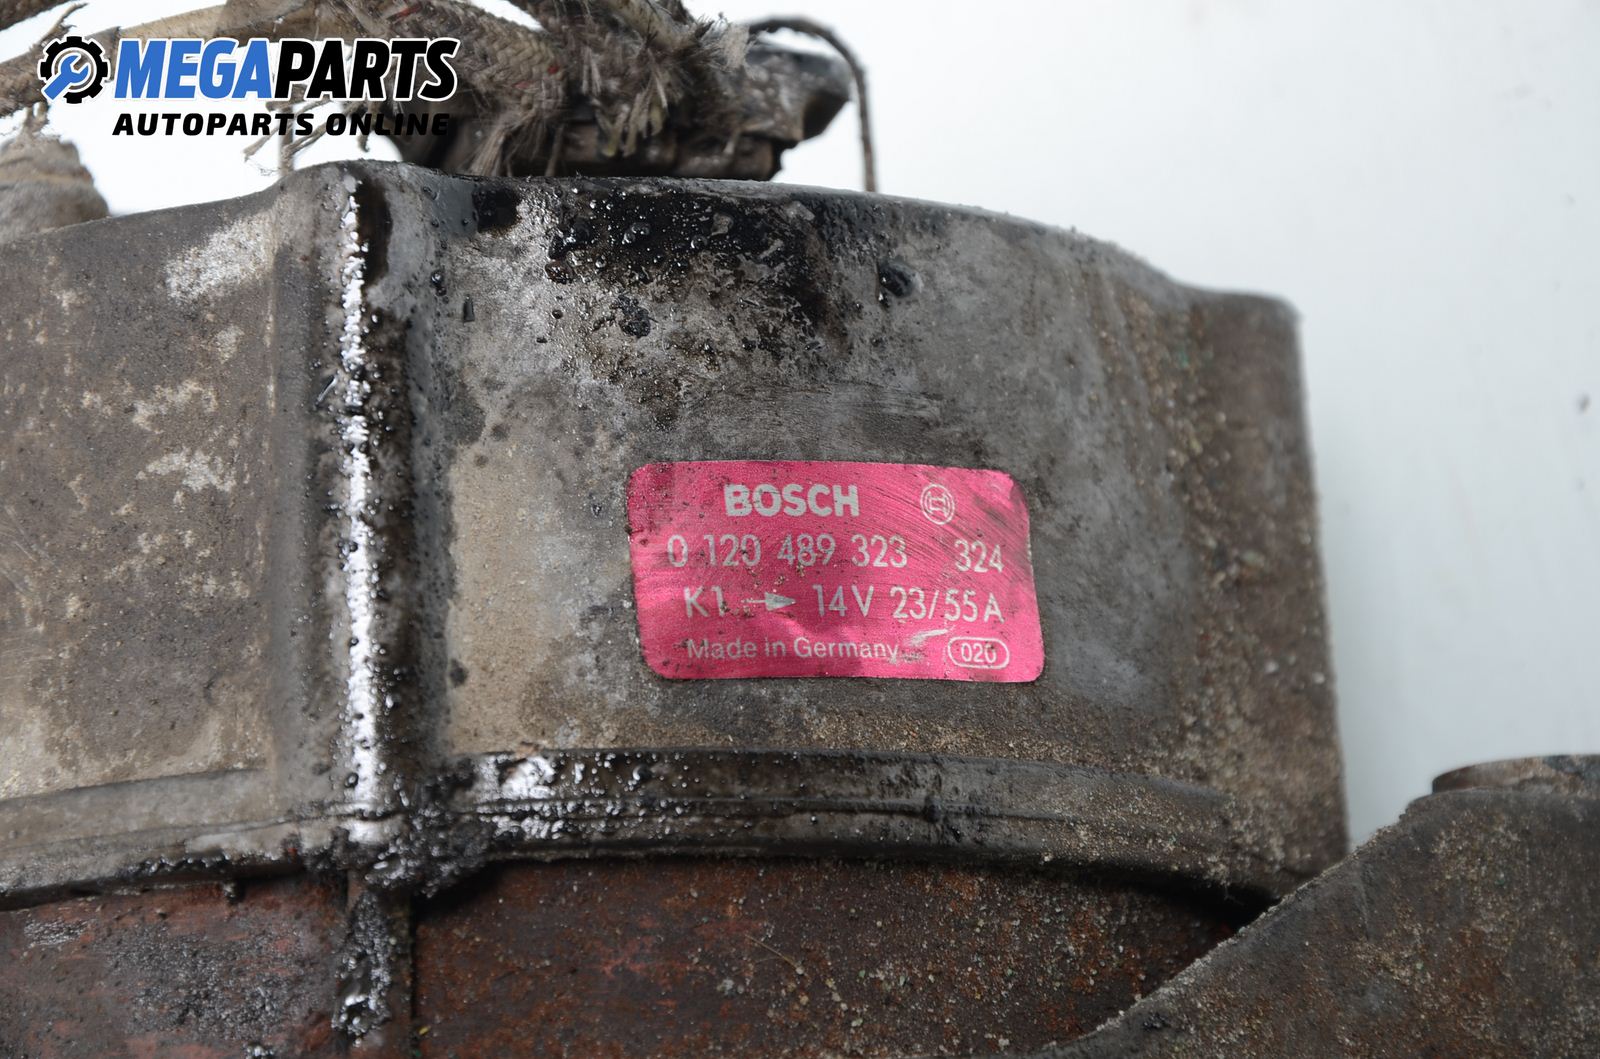 MEGAPARTS
AUTOPARTS ONLINE
BOSCH
0 120 489 323 324
K1 → 14V 23/55A
Made in Germany 020